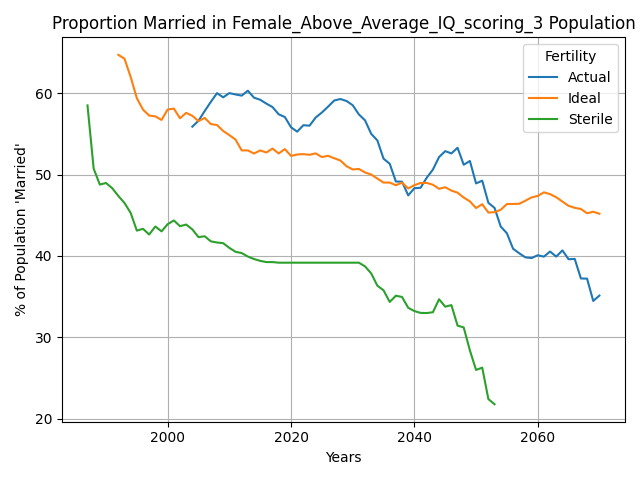 Proportion Married in Female_Above_Average_IQ_scoring_3 Population
Fertility
Actual
Ideal
Sterile
% of Population 'Married'
60
50
40
30
20
2000
2020
2040
2060
Years